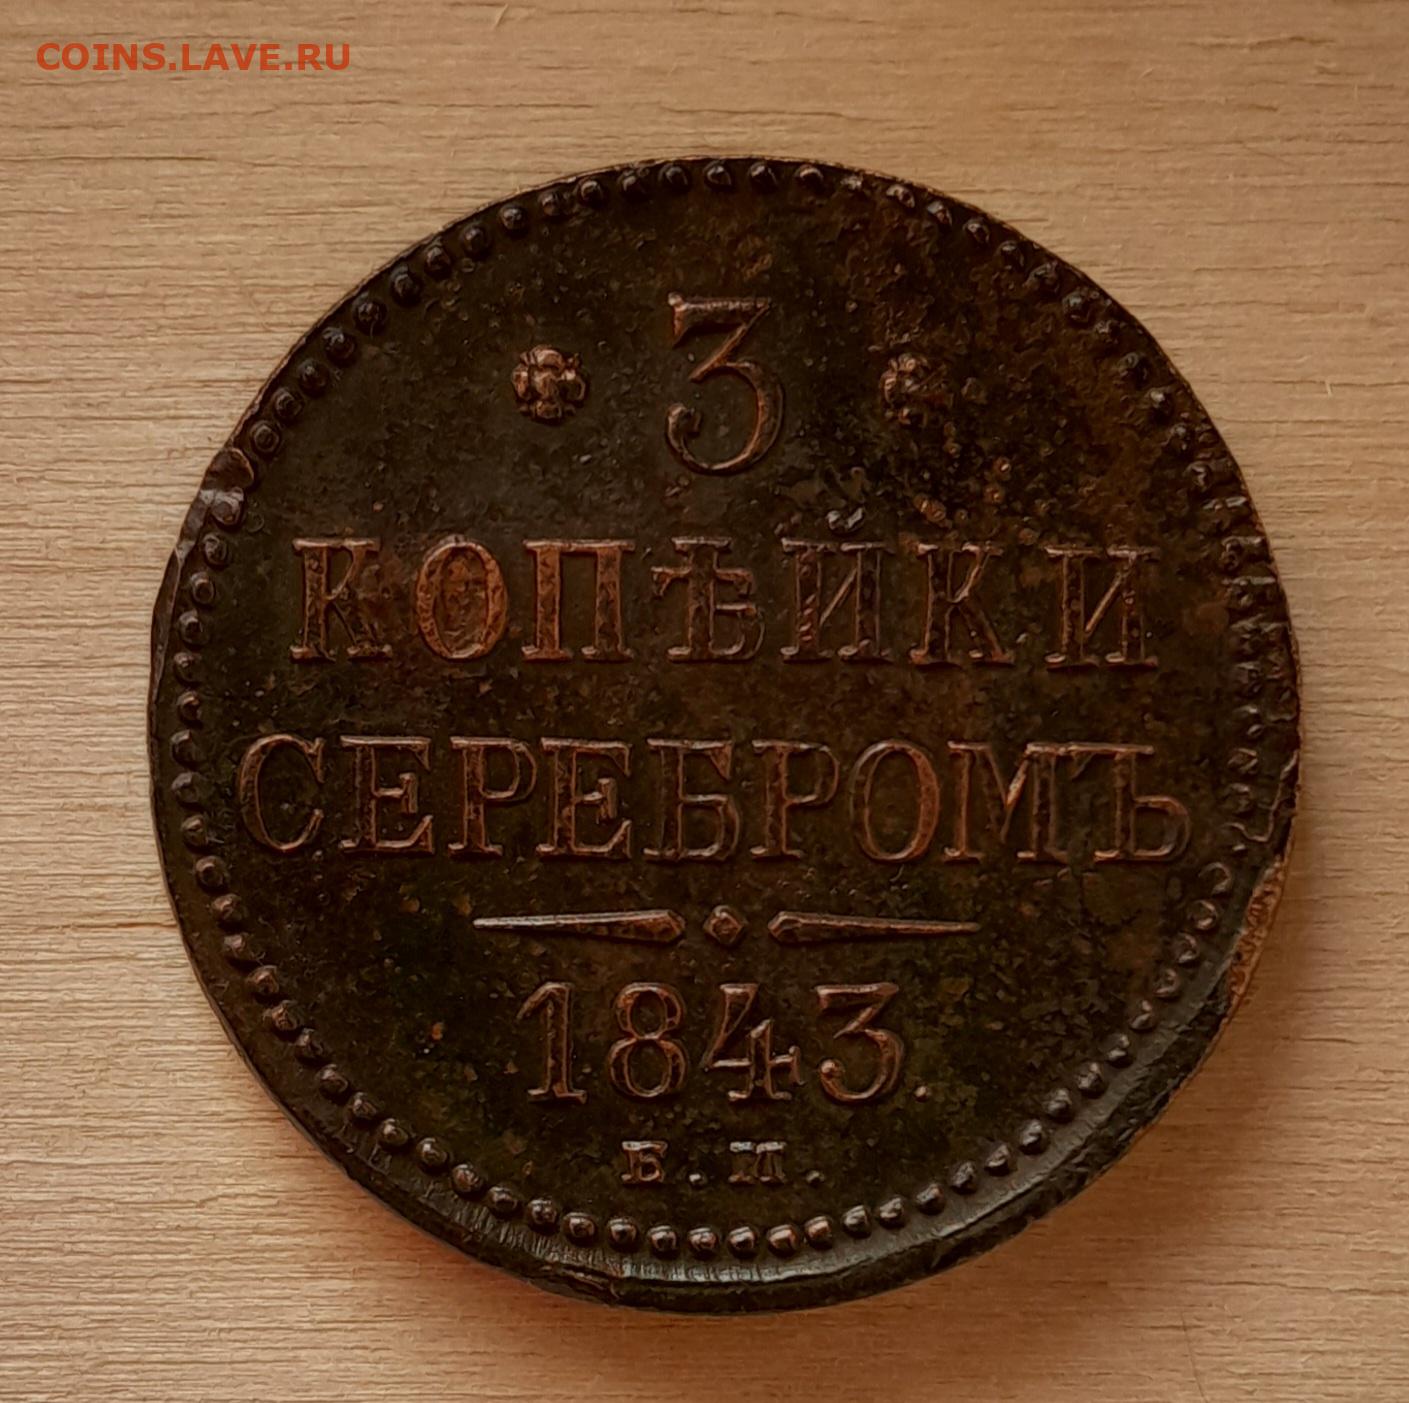 COINS.LAVE.RU
3
КОПѢЙКИ
СЕРЕБРОМЪ
1843.
Е.М.